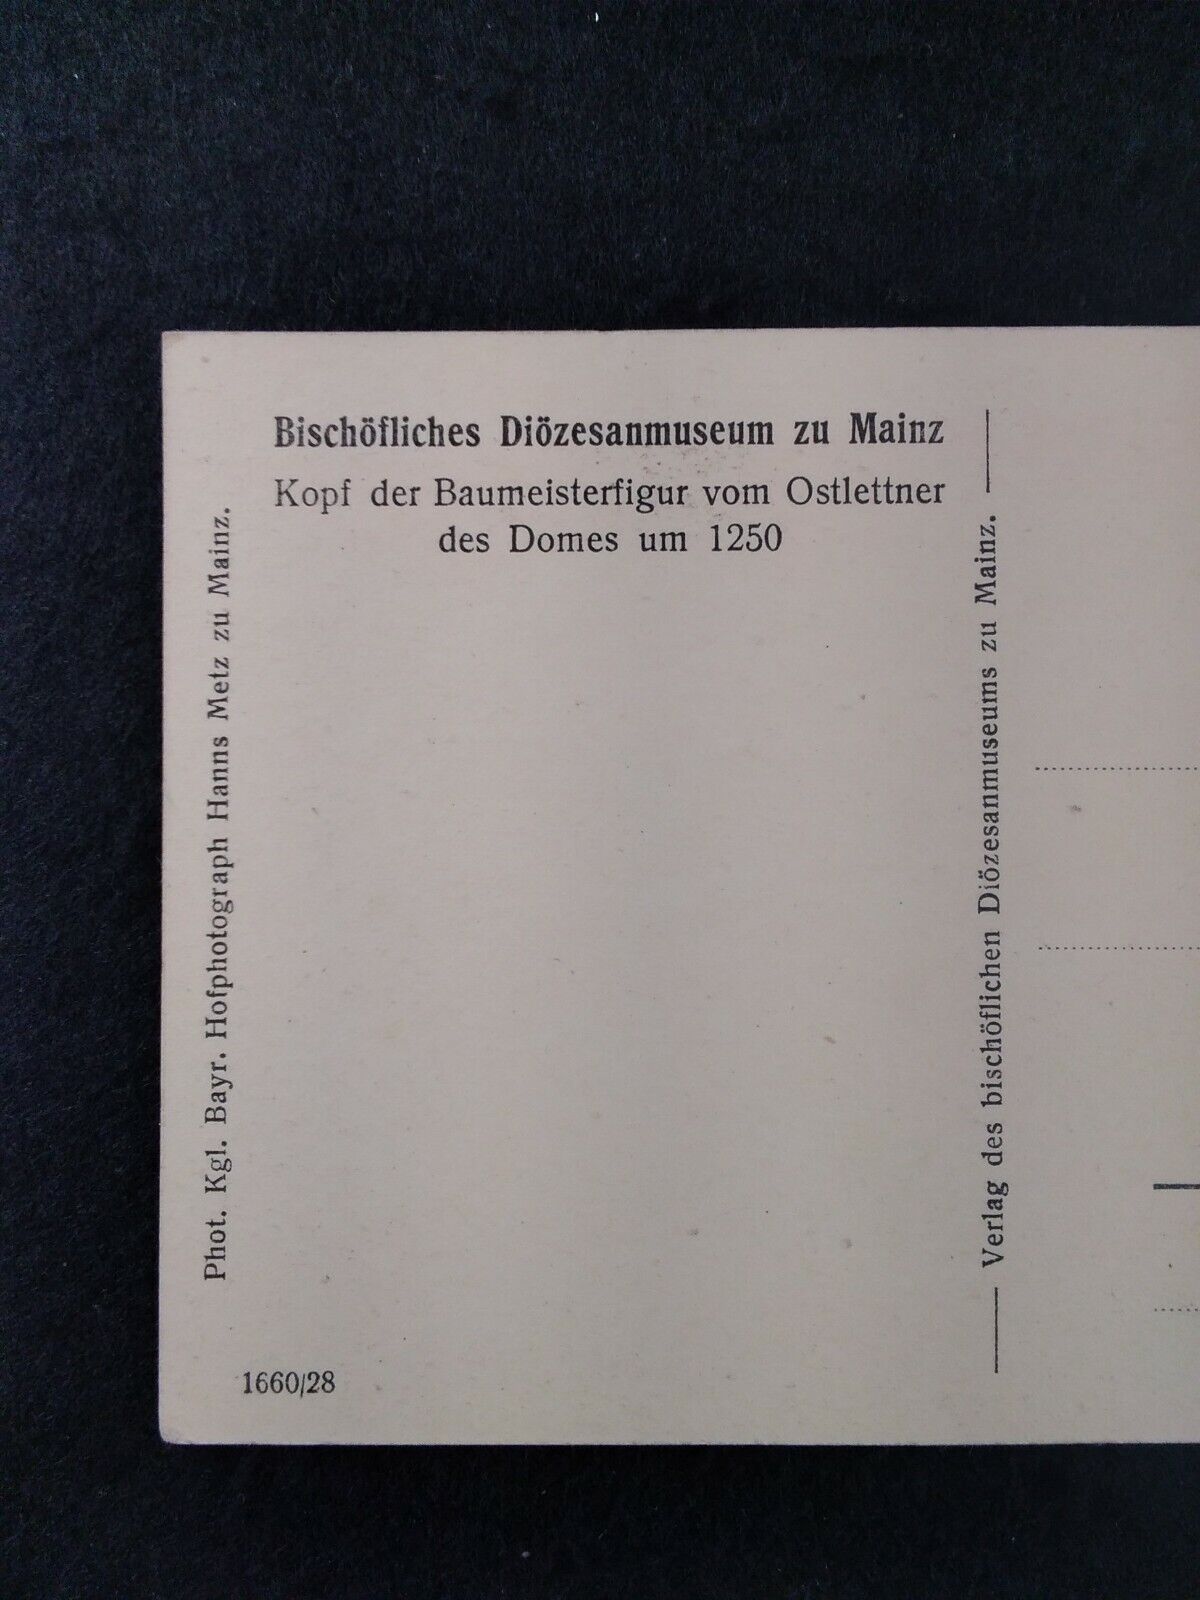 Bischöfliches Diözesanmuseum zu Mainz
Kopf der Baumeisterfigur vom Ostlettner
des Domes um 1250
Phot. Kgl. Bayr. Hofphotograph Hanns Metz zu Mainz.
Verlag des bischöflichen Diözesanmuseums zu Mainz.
1660/28